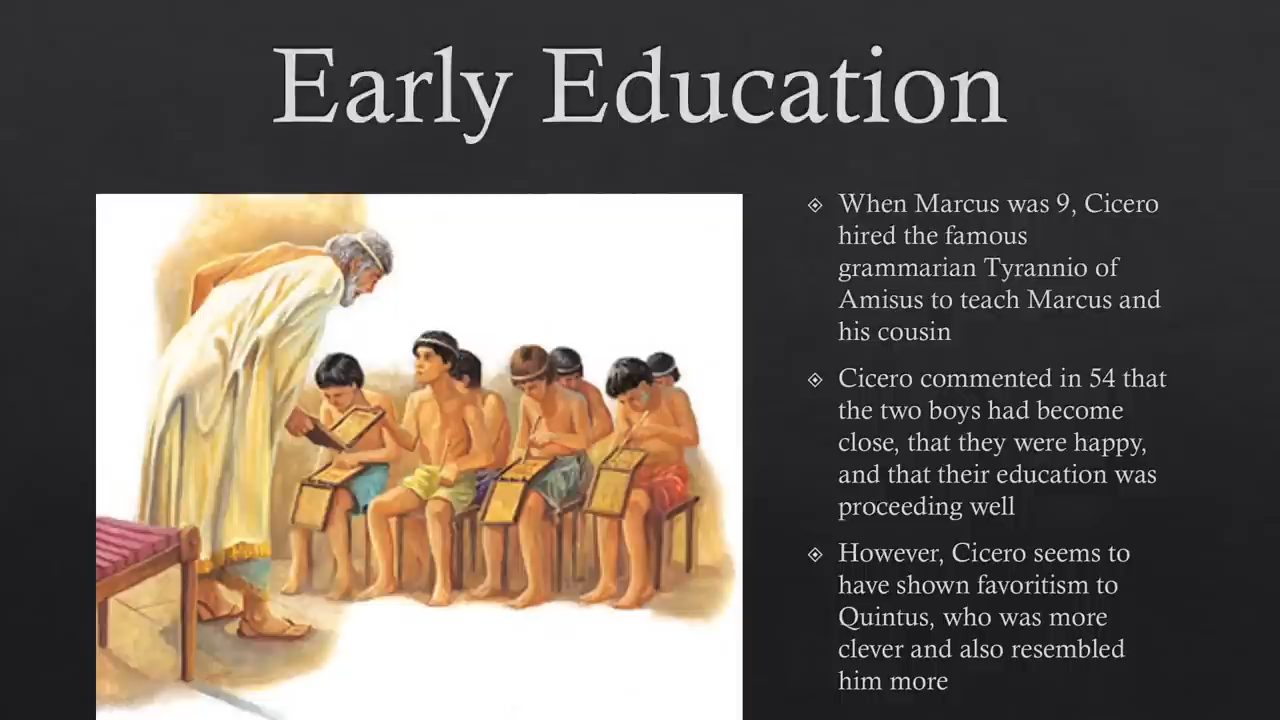 Early Education
When Marcus was 9, Cicero
hired the famous
grammarian Tyrannio of
Amisus to teach Marcus and
his cousin
Cicero commented in 54 that
the two boys had become
close, that they were happy,
and that their education was
proceeding well
However, Cicero seems to
have shown favoritism to
Quintus, who was more
clever and also resembled
him more